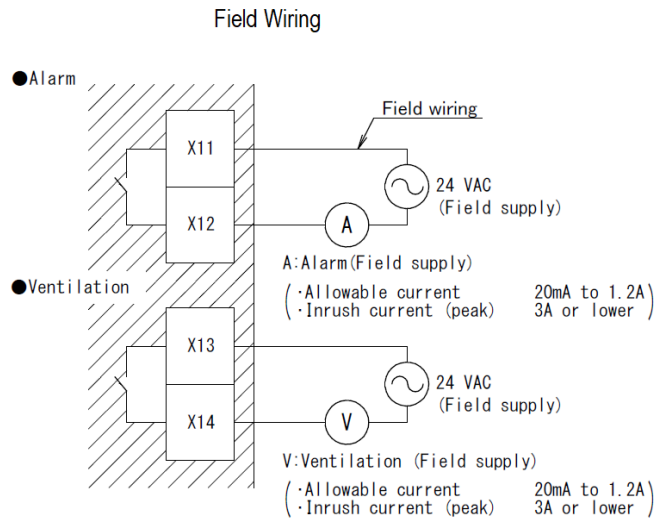 Field Wiring
●Alarm
Field wiring
X11
24 VAC
(Field supply)
X12
A
A:Alarm(Field supply)
(·Allowable current 20mA to 1.2A
·Inrush current (peak) 3A or lower)
●Ventilation
X13
24 VAC
(Field supply)
X14
V
V:Ventilation (Field supply)
(·Allowable current 20mA to 1.2A
·Inrush current (peak) 3A or lower)